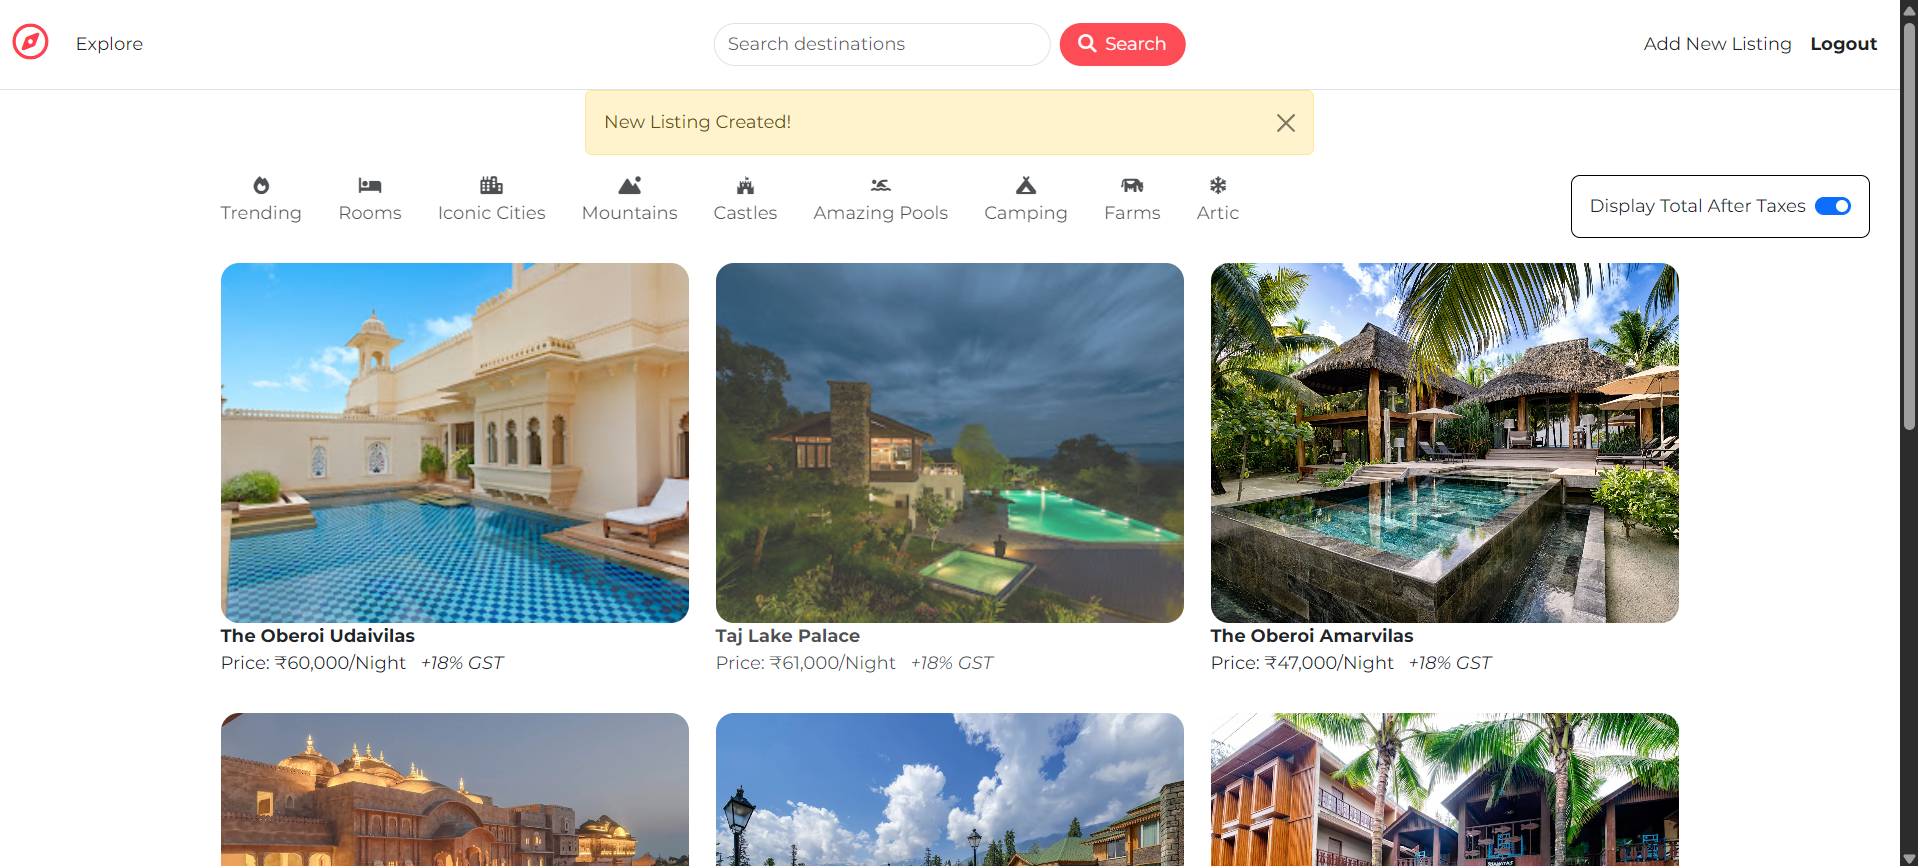 Explore
Search destinations
Search
Add New Listing
Logout
New Listing Created!
Trending
Rooms
Iconic Cities
Mountains
Castles
Amazing Pools
Camping
Farms
Artic
Display Total After Taxes
The Oberoi Udaivilas
Price: ₹60,000/Night +18% GST
Taj Lake Palace
Price: ₹61,000/Night +18% GST
The Oberoi Amarvilas
Price: ₹47,000/Night +18% GST